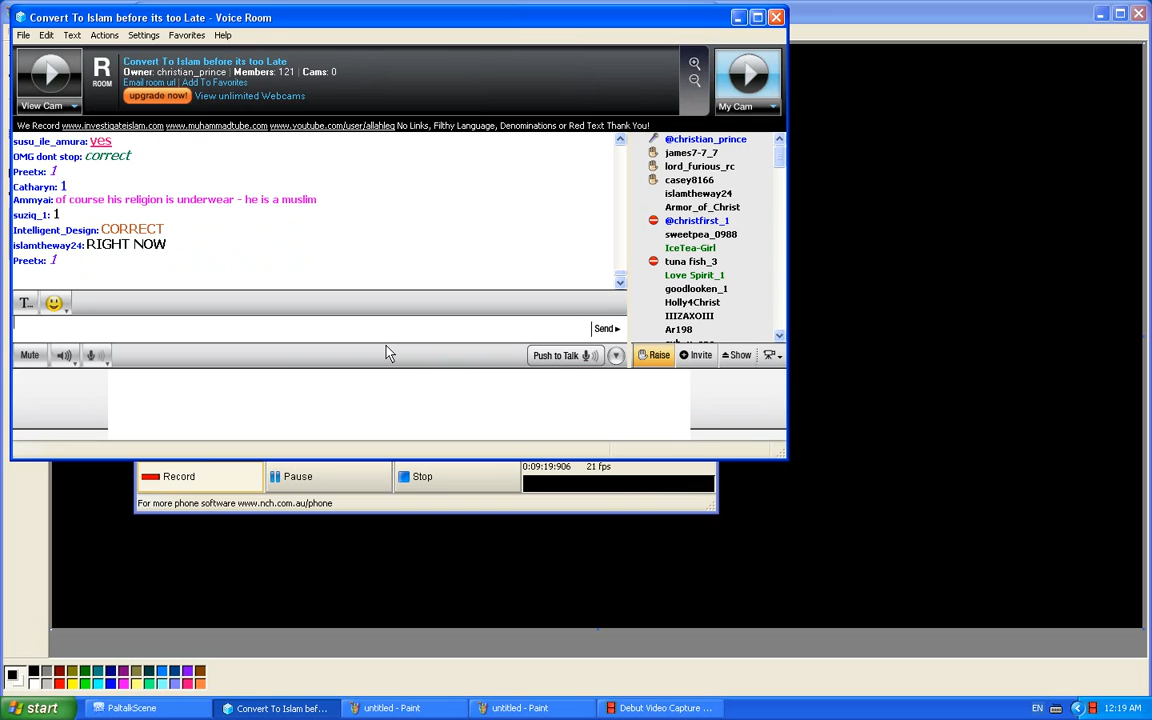 Convert To Islam before its too Late - Voice Room
File Edit Text Actions Settings Favorites Help
R
ROOM
Convert To Islam before its too Late
Owner: christian_prince | Members: 121 | Cams: 0
Email room url | Add To Favorites
upgrade now! View unlimited Webcams
View Cam
My Cam
We Record www.investigateislam.com www.muhammadtube.com www.youtube.com/user/allahleg No Links, Filthy Language, Denominations or Red Text Thank You!
susu_ile_amura: yes
OMG dont stop: correct
Preetx: 1
Catharyn: 1
Ammyai: of course his religion is underwear - he is a muslim
suziq_1: 1
Intelligent_Design: CORRECT
islamtheway24: RIGHT NOW
Preetx: 1
@christian_prince
james7-7_7
lord_furious_rc
casey8166
islamtheway24
Armor_of_Christ
@christfirst_1
sweetpea_0988
IceTea-Girl
tuna fish_3
Love Spirit_1
goodlooken_1
Holly4Christ
IIIZAXOIII
Ar198
T...
Send
Mute
Push to Talk
Raise Invite Show
Record Pause Stop
0:09:19:906 21 fps
For more phone software www.nch.com.au/phone
start PaltalkScene Convert To Islam bef... untitled - Paint untitled - Paint Debut Video Capture ... EN 12:19 AM